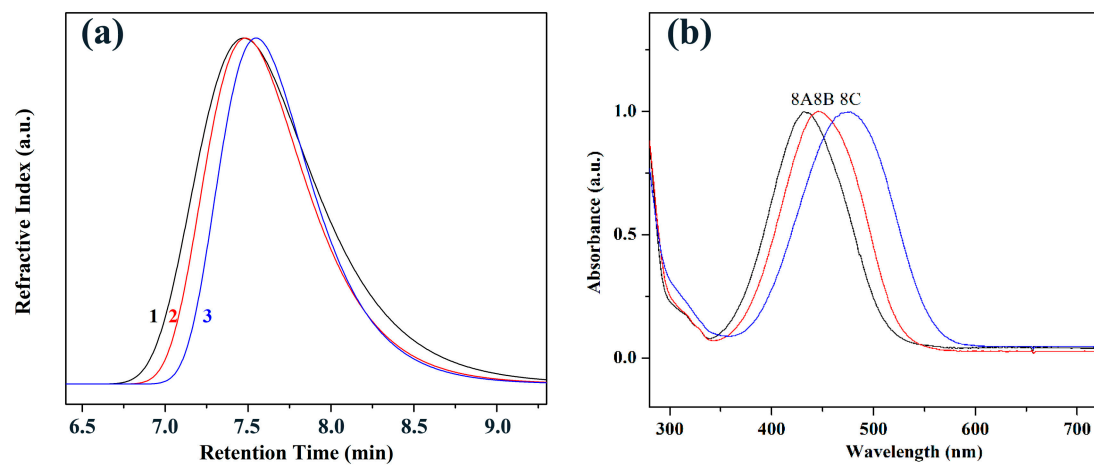 (a)
Refractive Index (a.u.)
1 2 3
6.5 7.0 7.5 8.0 8.5 9.0
Retention Time (min)
(b)
8A8B 8C
Absorbance (a.u.)
1.0
0.5
0.0
300 400 500 600 700
Wavelength (nm)